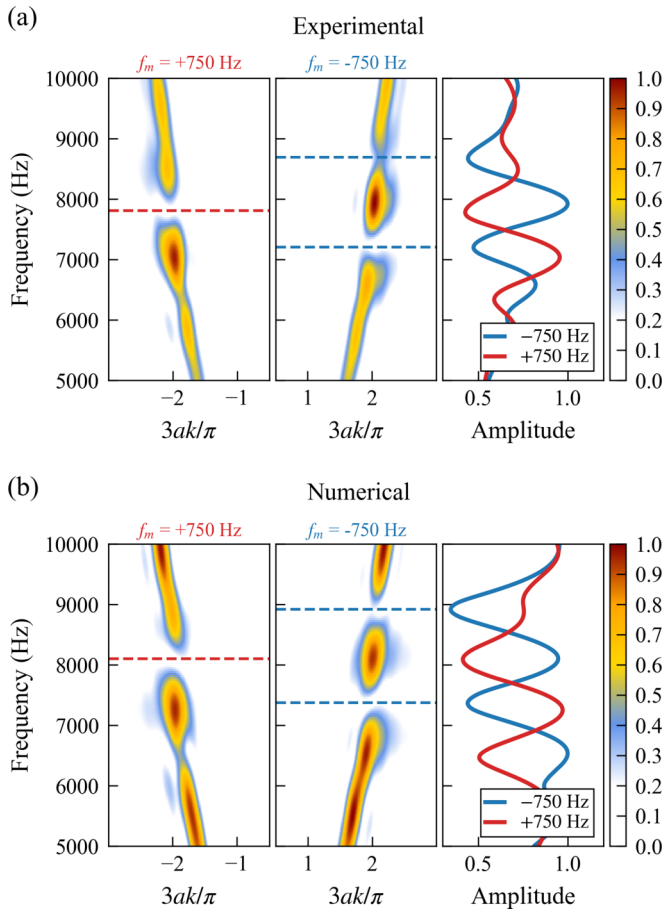 (a)
Experimental
f_m = +750 Hz
f_m = -750 Hz
Frequency (Hz)
10000
9000
8000
7000
6000
5000
−2 −1
1 2
0.5 1.0
3ak/π
3ak/π
Amplitude
−750 Hz
+750 Hz
1.0
0.9
0.8
0.7
0.6
0.5
0.4
0.3
0.2
0.1
0.0
(b)
Numerical
f_m = +750 Hz
f_m = -750 Hz
Frequency (Hz)
10000
9000
8000
7000
6000
5000
−2 −1
1 2
0.5 1.0
3ak/π
3ak/π
Amplitude
−750 Hz
+750 Hz
1.0
0.9
0.8
0.7
0.6
0.5
0.4
0.3
0.2
0.1
0.0